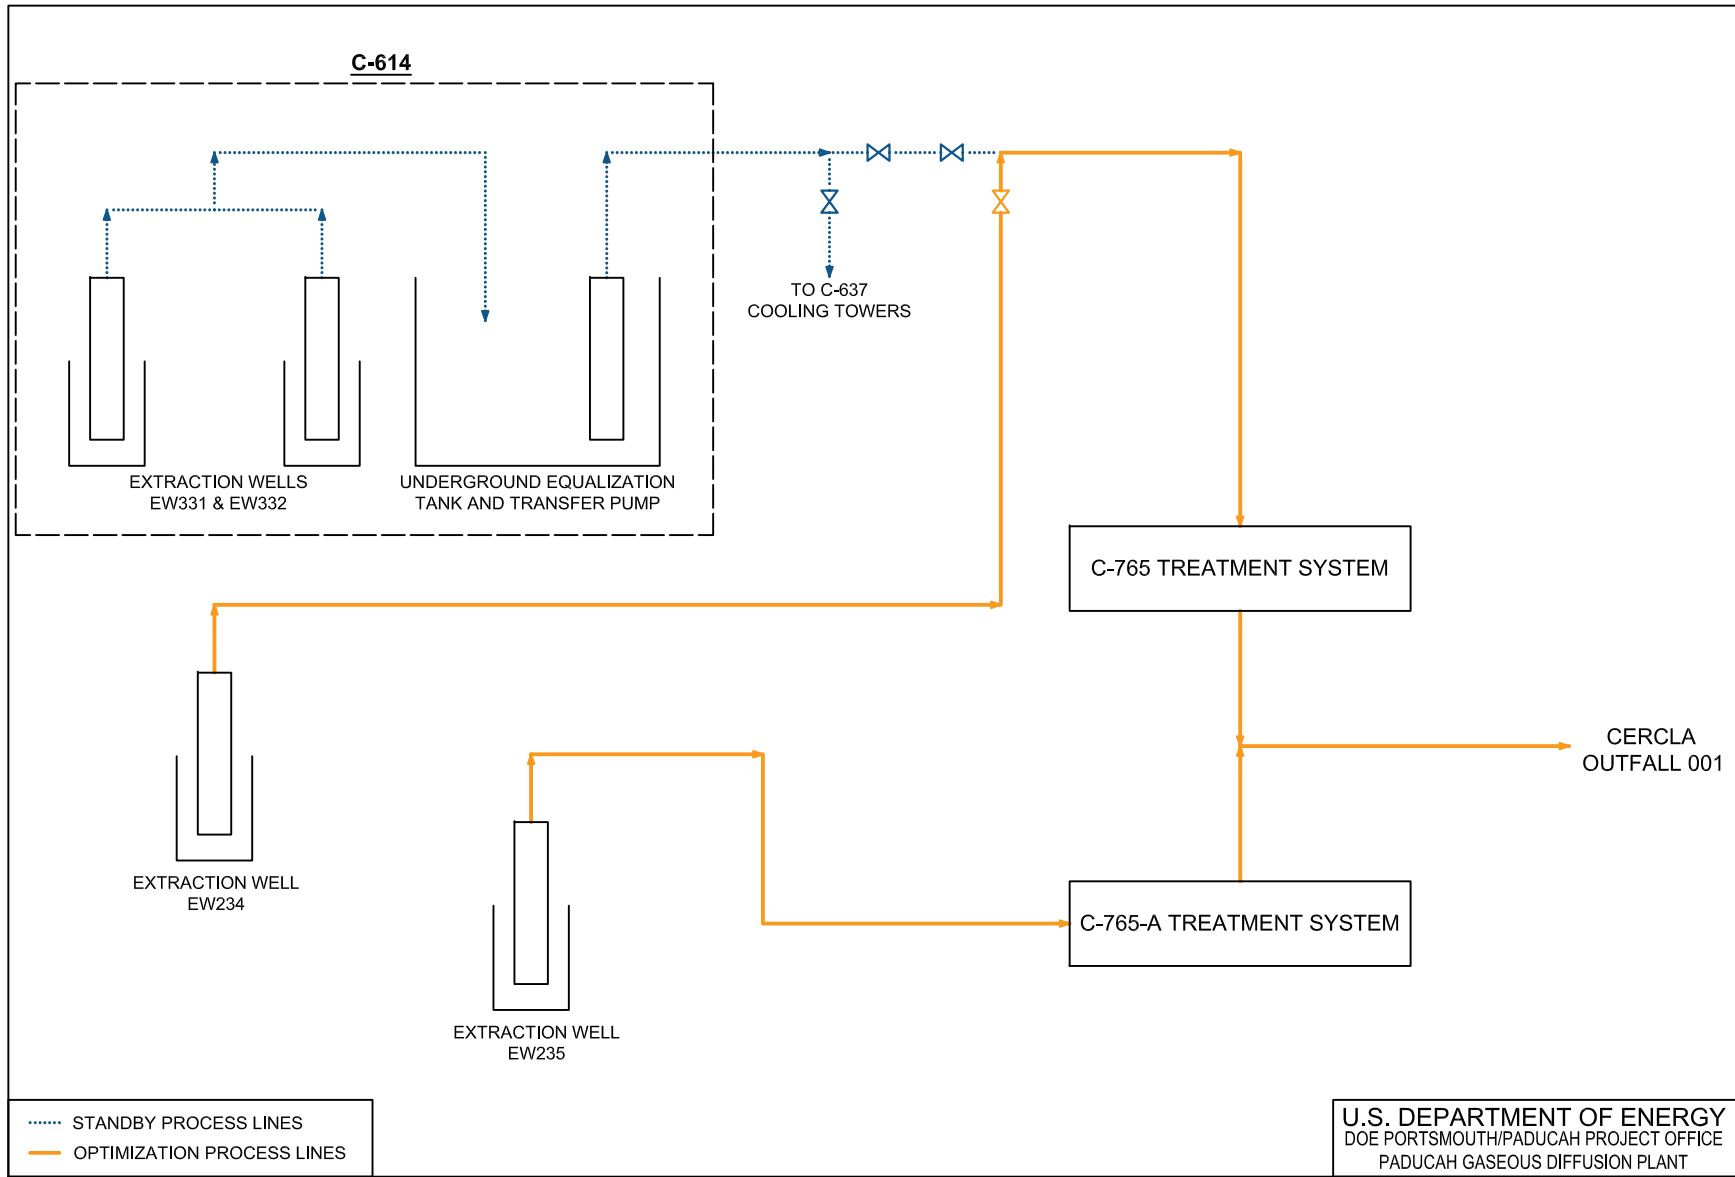 C-614
TO C-637
COOLING TOWERS
EXTRACTION WELLS
EW331 & EW332
UNDERGROUND EQUALIZATION
TANK AND TRANSFER PUMP
C-765 TREATMENT SYSTEM
CERCLA
OUTFALL 001
EXTRACTION WELL
EW234
C-765-A TREATMENT SYSTEM
EXTRACTION WELL
EW235
STANDBY PROCESS LINES
OPTIMIZATION PROCESS LINES
U.S. DEPARTMENT OF ENERGY
DOE PORTSMOUTH/PADUCAH PROJECT OFFICE
PADUCAH GASEOUS DIFFUSION PLANT